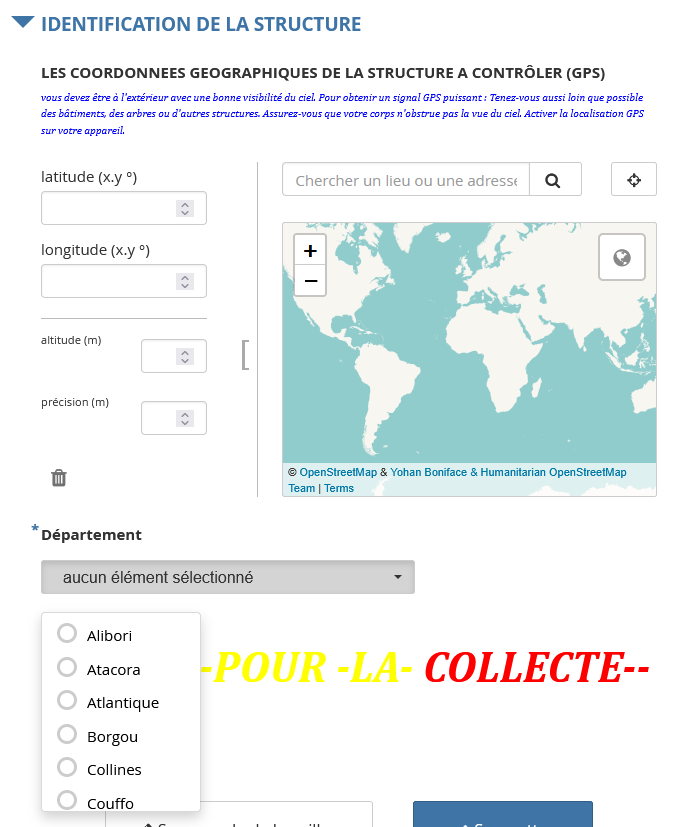 IDENTIFICATION DE LA STRUCTURE
LES COORDONNEES GEOGRAPHIQUES DE LA STRUCTURE A CONTRÔLER (GPS)
vous devez être à l'extérieur avec une bonne visibilité du ciel. Pour obtenir un signal GPS puissant : Tenez-vous aussi loin que possible
des bâtiments, des arbres ou d'autres structures. Assurez-vous que votre corps n'obstrue pas la vue du ciel. Activer la localisation GPS
sur votre appareil.
latitude (x.y °)
Chercher un lieu ou une adresse
longitude (x.y °)
+
−
altitude (m)
précision (m)
© OpenStreetMap & Yohan Boniface & Humanitarian OpenStreetMap
Team | Terms
* Département
aucun élément sélectionné
Alibori
Atacora
Atlantique
Borgou
Collines
Couffo
-POUR -LA- COLLECTE--